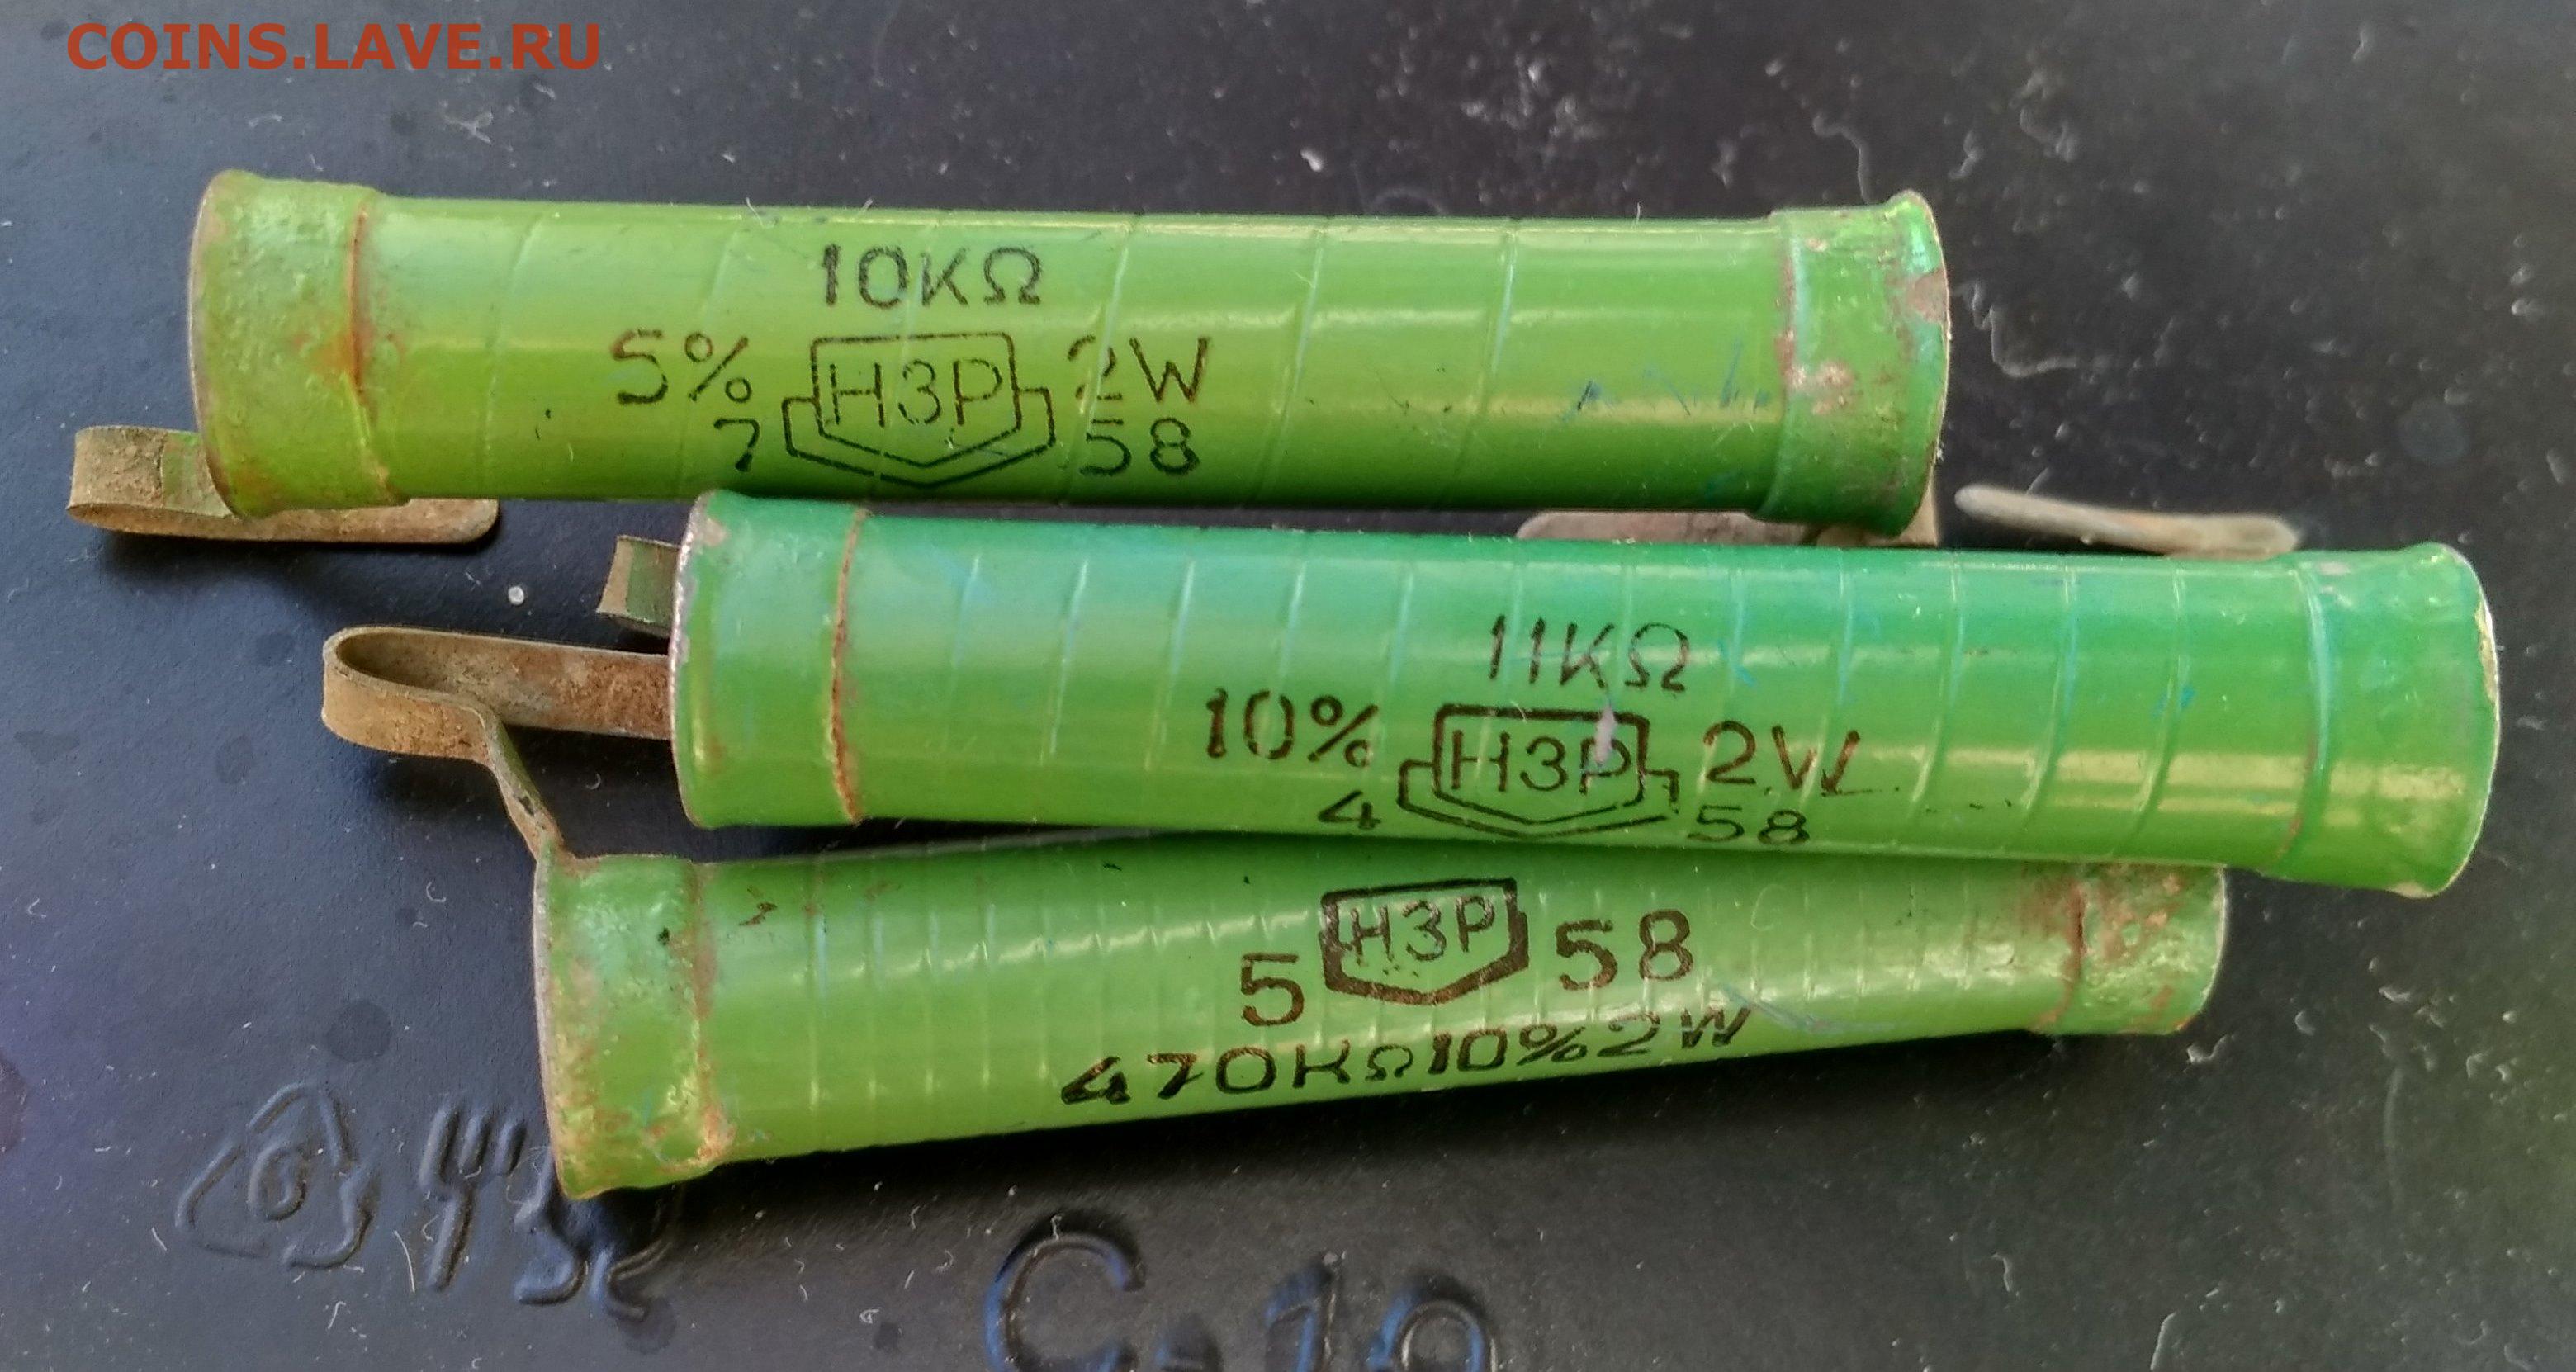 COINS.LAVE.RU
10KΩ
5% НЗР 2W
7 58
11KΩ
10% НЗР 2W
4 58
5 НЗР 58
470KΩ10%2W